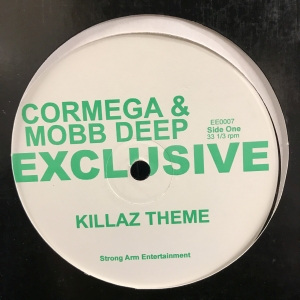 CORMEGA &
MOBB DEEP
EXCLUSIVE
EE0007
Side One
33 1/3 rpm
KILLAZ THEME
Strong Arm Entertainment